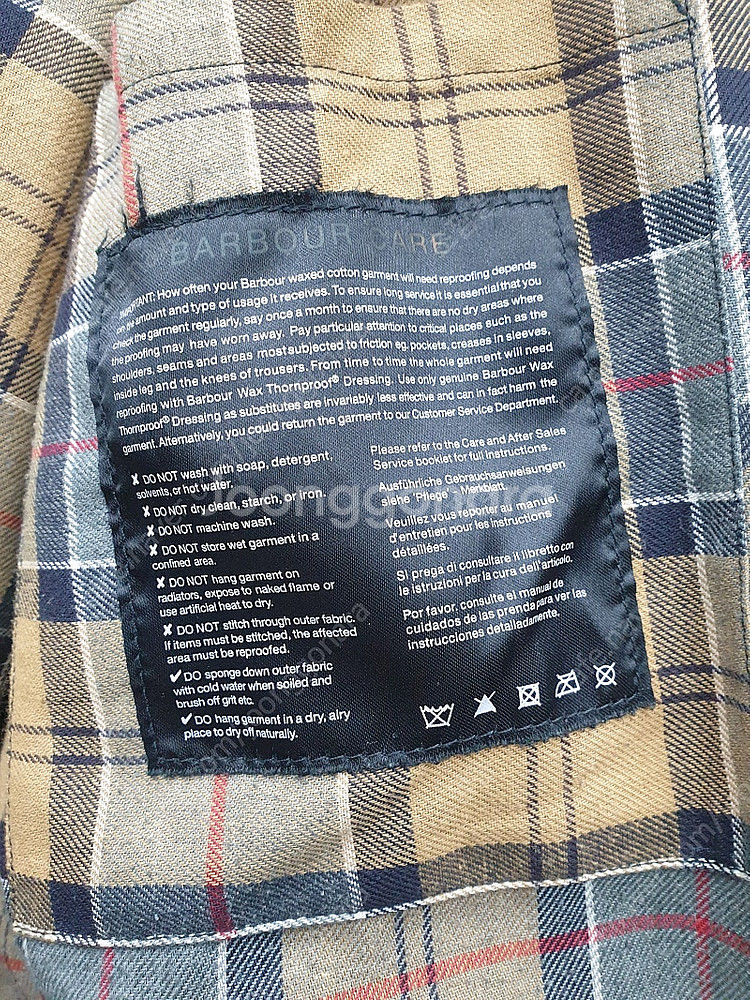 BARBOUR CARE
IMPORTANT: How often your Barbour waxed cotton garment will need reproofing depends
on the amount and type of usage it receives. To ensure long service it is essential that you
check the garment regularly, say once a month to ensure that there are no dry areas where
the proofing may have worn away. Pay particular attention to critical places such as the
shoulders, seams and areas most subjected to friction eg. pockets, creases in sleeves,
inside leg and the knees of trousers. From time to time the whole garment will need
reproofing with Barbour Wax Thornproof® Dressing. Use only genuine Barbour Wax
Thornproof® Dressing as substitutes are invariably less effective and can in fact harm the
garment. Alternatively, you could return the garment to our Customer Service Department.
✗ DO NOT wash with soap, detergent,
solvents, or hot water.
✗ DO NOT dry clean, starch, or iron.
✗ DO NOT machine wash.
✗ DO NOT store wet garment in a
confined area.
✗ DO NOT hang garment on
radiators, expose to naked flame or
use artificial heat to dry.
✗ DO NOT stitch through outer fabric.
If items must be stitched, the affected
area must be reproofed.
✓ DO sponge down outer fabric
with cold water when soiled and
brush off grit etc.
✓ DO hang garment in a dry, airy
place to dry off naturally.
Please refer to the Care and After Sales
Service booklet for full instructions.
Ausführliche Gebrauchsanweisungen
siehe 'Pflege' - Merkblatt.
Veuillez vous reporter au manuel
d'entretien pour les instructions
détaillées.
Si prega di consultare il libretto con
le istruzioni per la cura dell'articolo.
Por favor, consulte el manual de
cuidados de las prenda para ver las
instrucciones detalladamente.